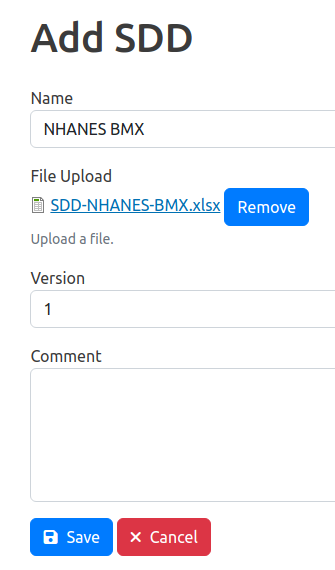 Add SDD
Name
NHANES BMX
File Upload
SDD-NHANES-BMX.xlsx Remove
Upload a file.
Version
1
Comment
Save Cancel